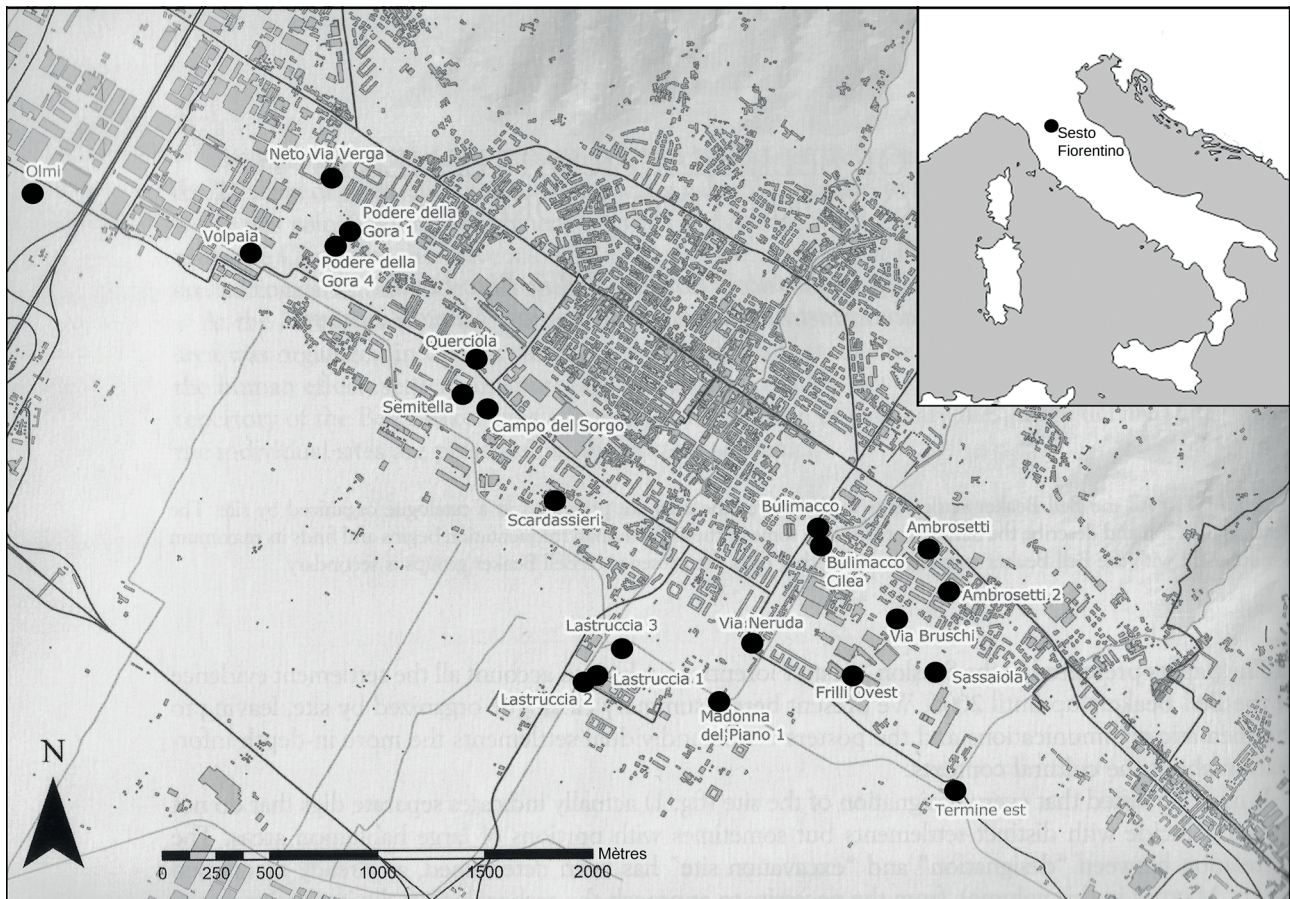 Sesto
Fiorentino
Neto Via Verga
Olmi
Podere della
Gora 1
Volpaia
Podere della
Gora 4
Querciola
Semitella
Campo del Sorgo
Scardassieri
Bulimacco
Ambrosetti
Bulimacco
Cilea
Ambrosetti 2
Lastruccia 3
Via Neruda
Via Bruschi
Lastruccia 1
Sassaiola
Lastruccia 2
Frilli Ovest
Madonna
del Piano 1
N
Termine est
Mètres
0 250 500 1000 1500 2000